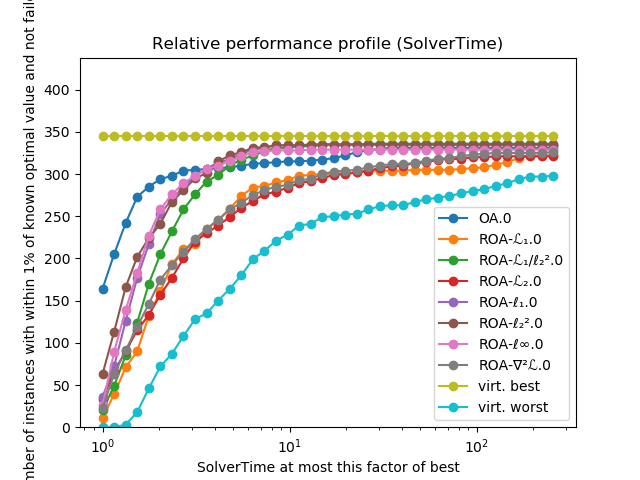 Relative performance profile (SolverTime)
mber of instances with within 1% of known optimal value and not faile
400
350
300
250
200
150
100
50
0
10⁰
10¹
10²
SolverTime at most this factor of best
OA.0
ROA-ℒ₁.0
ROA-ℒ₁/ℓ₂².0
ROA-ℒ₂.0
ROA-ℓ₁.0
ROA-ℓ₂².0
ROA-ℓ∞.0
ROA-∇²ℒ.0
virt. best
virt. worst